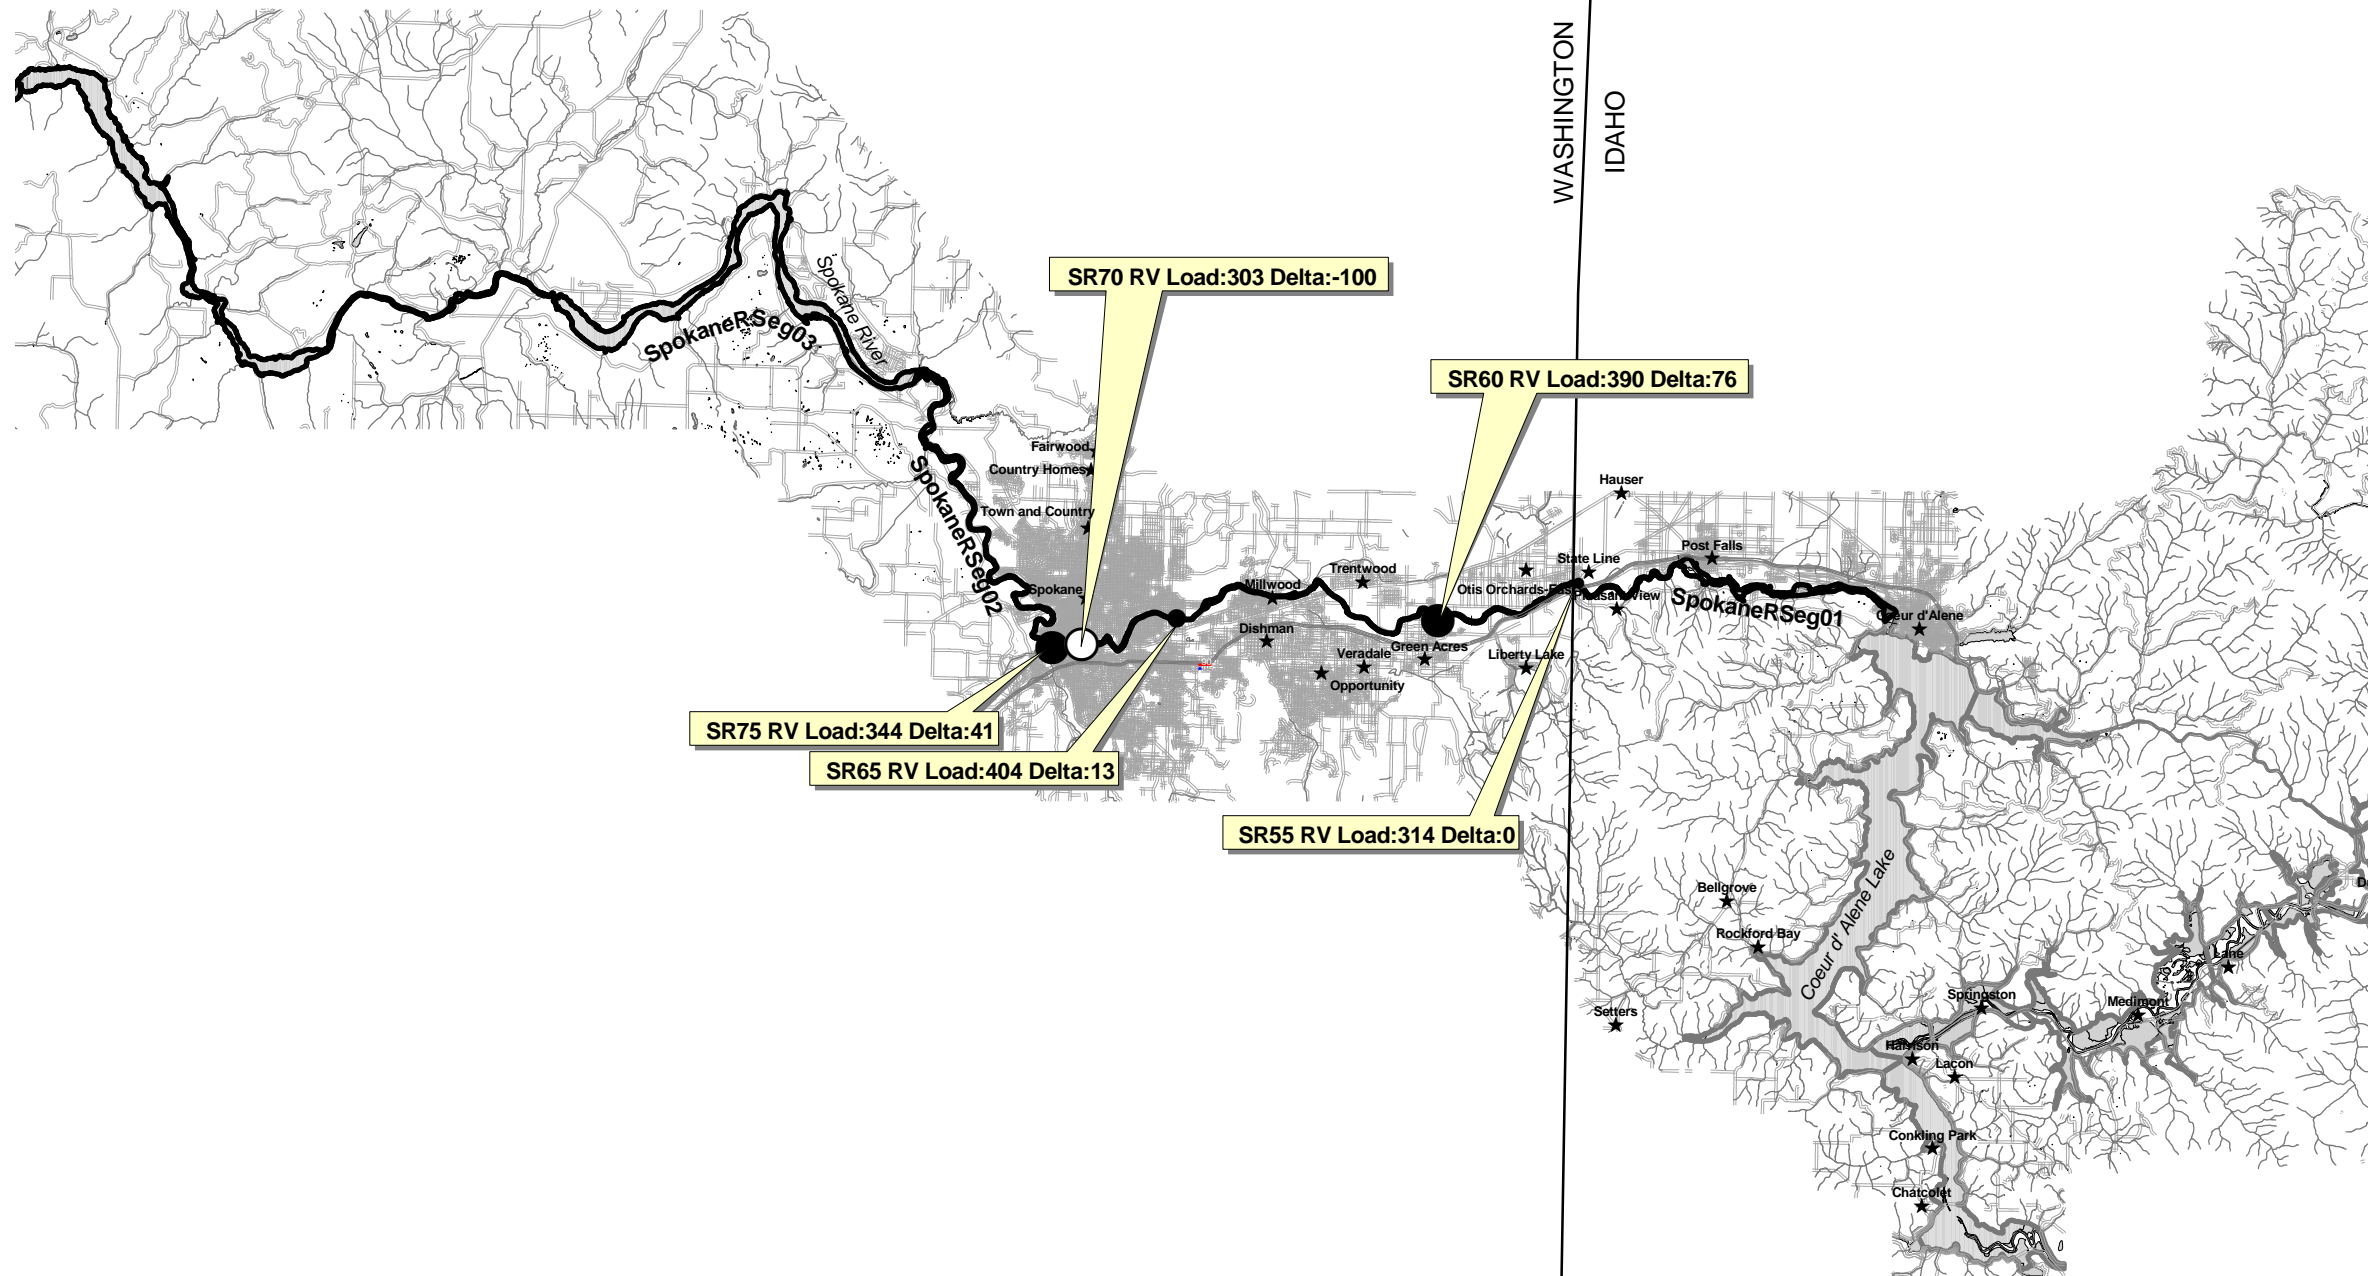 WASHINGTON
IDAHO
SR70 RV Load:303 Delta:-100
Spokane River
SpokaneRSeg03
SR60 RV Load:390 Delta:76
Fairwood
Country Homes
Town and Country
SpokaneRSeg02
Hauser
Post Falls
State Line
Trentwood
Millwood
Spokane
Otis Orchards-East
Pleasant View
SpokaneRSeg01
Coeur d'Alene
Dishman
Green Acres
Veradale
Liberty Lake
Opportunity
SR75 RV Load:344 Delta:41
SR65 RV Load:404 Delta:13
SR55 RV Load:314 Delta:0
Coeur d' Alene Lake
Bellgrove
Rockford Bay
Lane
Springston
Medimont
Setters
Harrison
Lacon
Conkling Park
Chatcolet